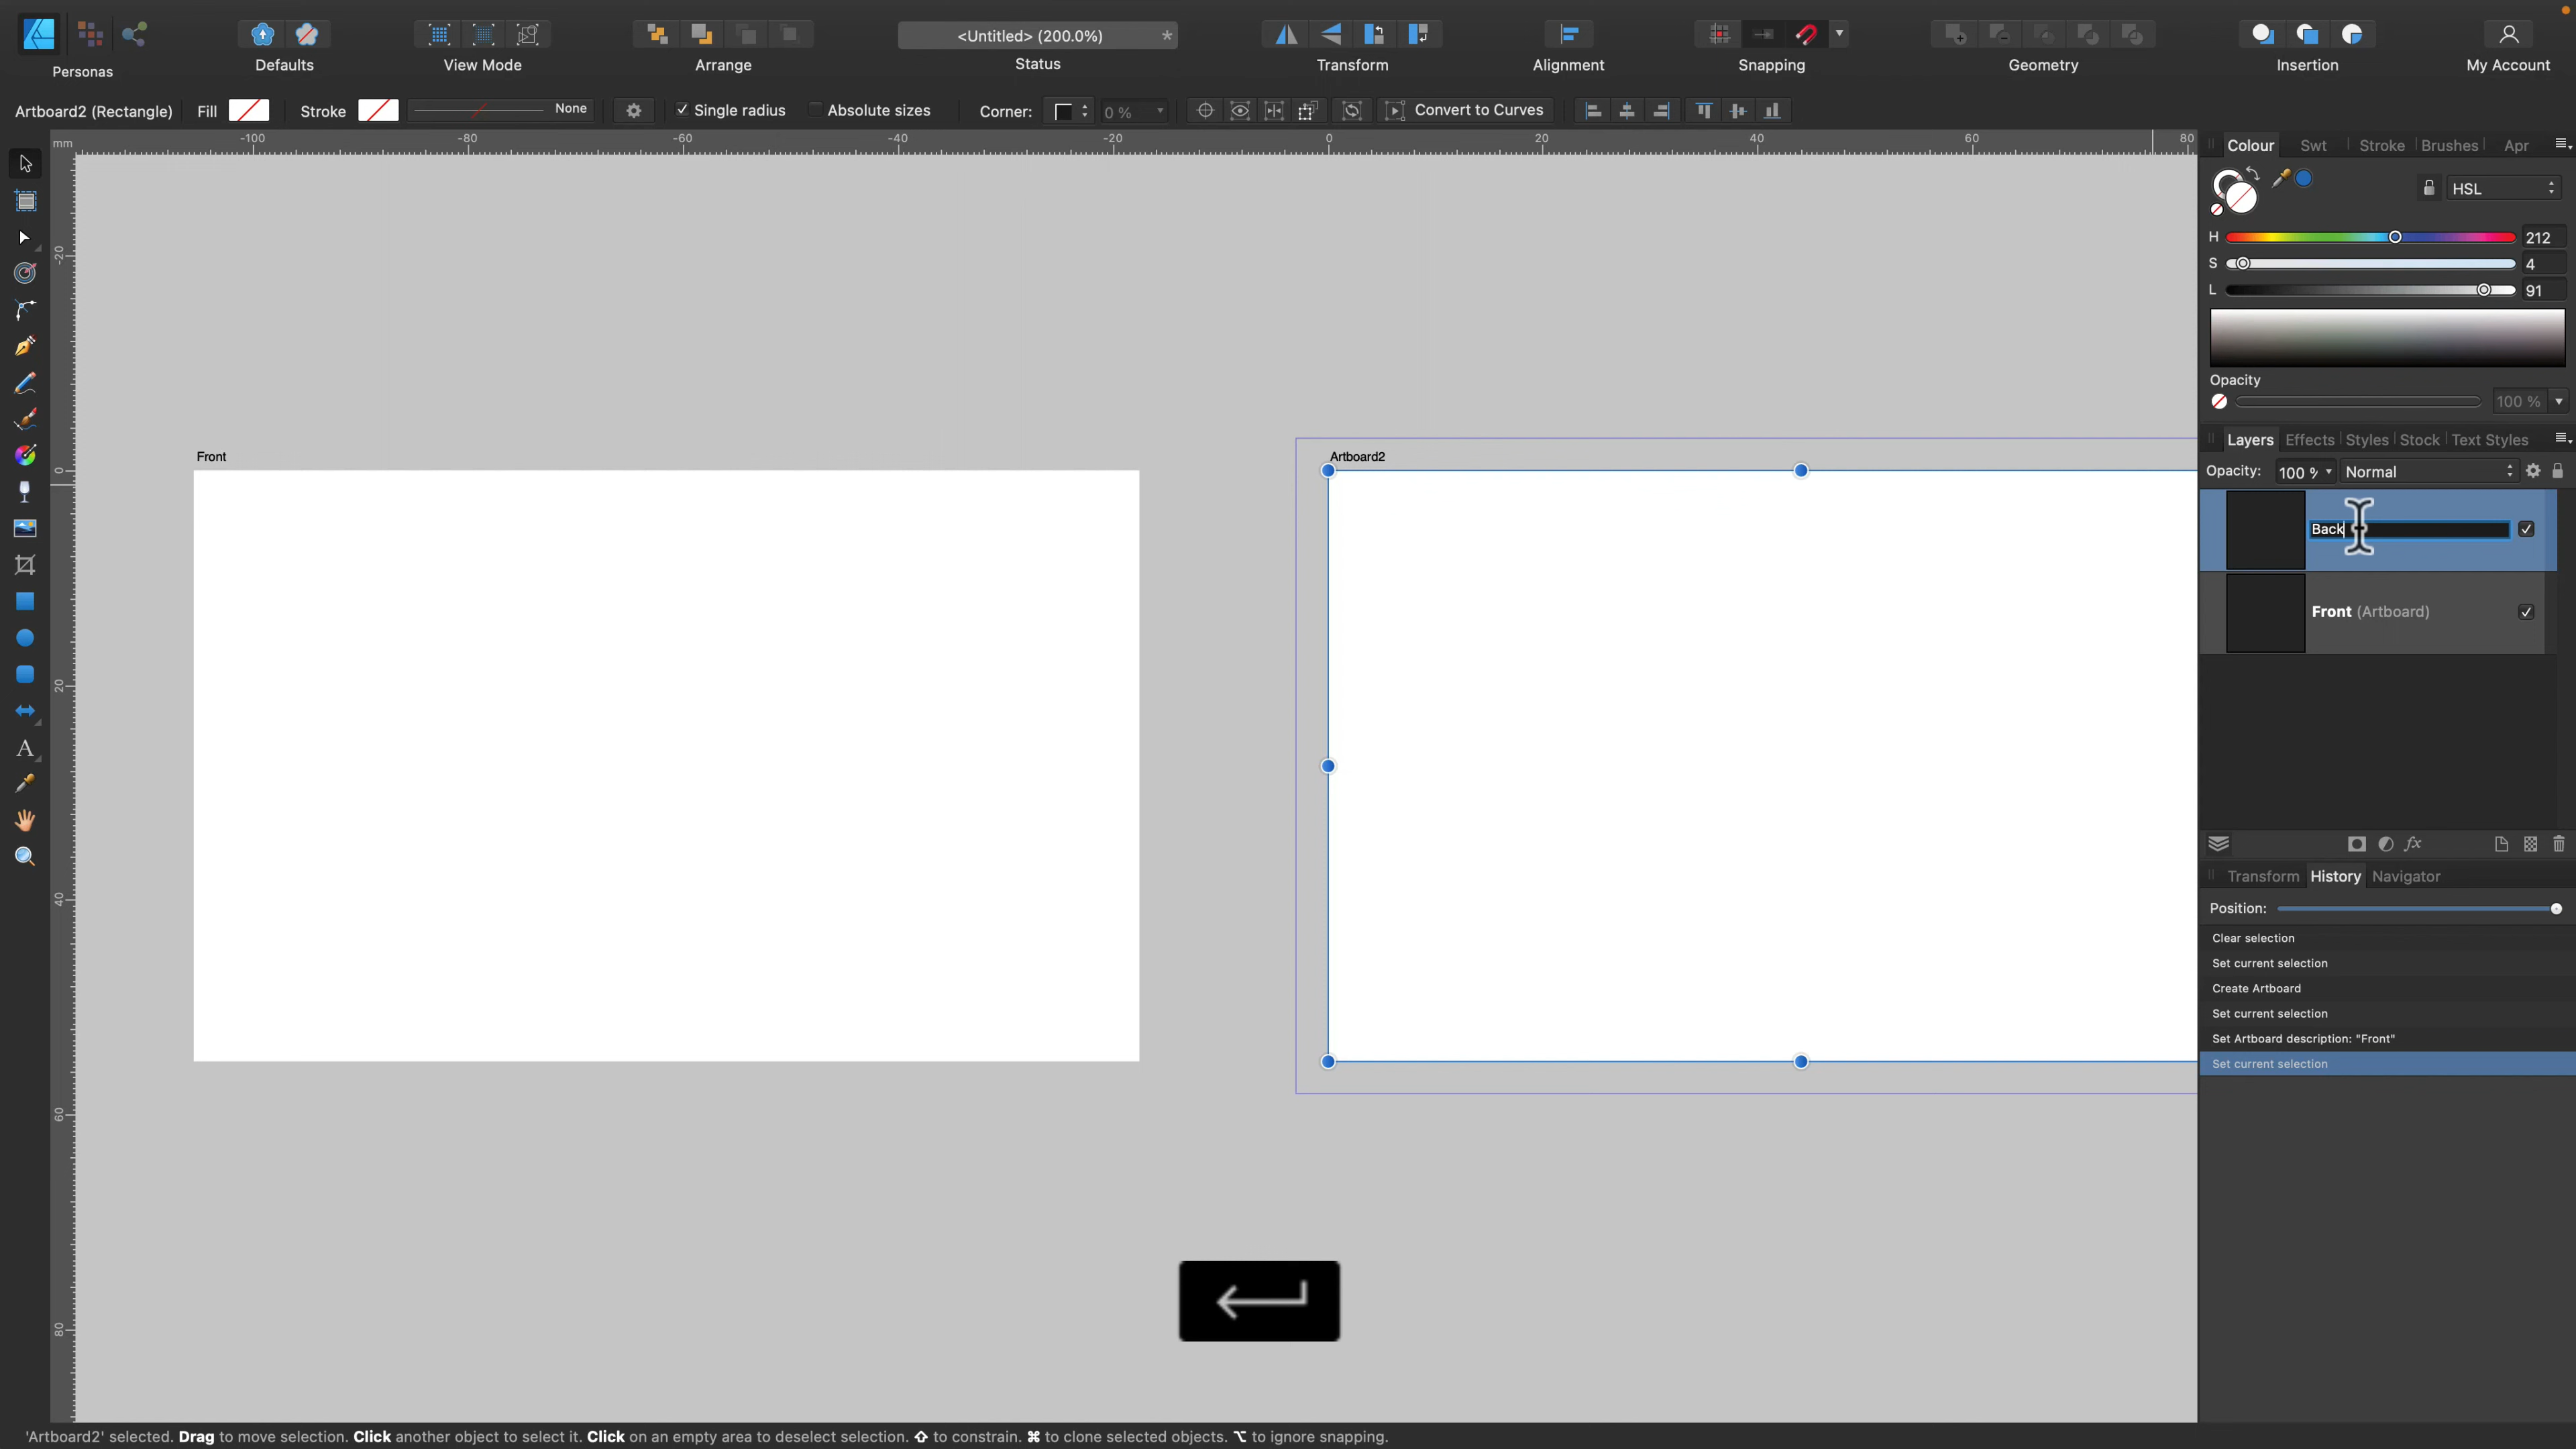 <Untitled> (200.0%) *
Personas Defaults View Mode Arrange Status Transform Alignment Snapping Geometry Insertion My Account
Artboard2 (Rectangle) Fill Stroke None Single radius Absolute sizes Corner: 0 % Convert to Curves
mm -100 -80 -60 -40 -20 0 20 40 60 80
-20
0
20
40
60
80
Front
Artboard2
Colour Swt Stroke Brushes Apr
HSL
H 212
S 4
L 91
Opacity
100 %
Layers Effects Styles Stock Text Styles
Opacity: 100 % Normal
Back
Front (Artboard)
Transform History Navigator
Position:
Clear selection
Set current selection
Create Artboard
Set current selection
Set Artboard description: "Front"
Set current selection
'Artboard2' selected. Drag to move selection. Click another object to select it. Click on an empty area to deselect selection. ⇧ to constrain. ⌘ to clone selected objects. ⌥ to ignore snapping.